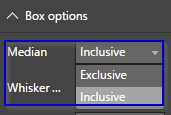 Box options
Median Inclusive
Exclusive
Whisker ... Inclusive